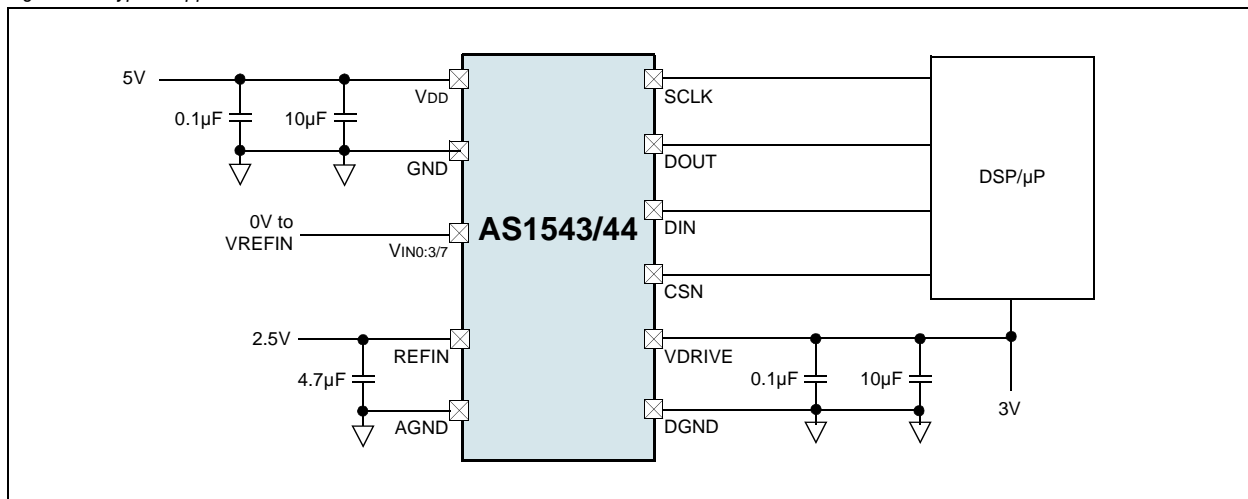 5V
0.1µF
10µF
VDD
GND
0V to
VREFIN
VIN0:3/7
2.5V
4.7µF
REFIN
AGND
AS1543/44
SCLK
DOUT
DIN
CSN
VDRIVE
DGND
0.1µF
10µF
3V
DSP/µP